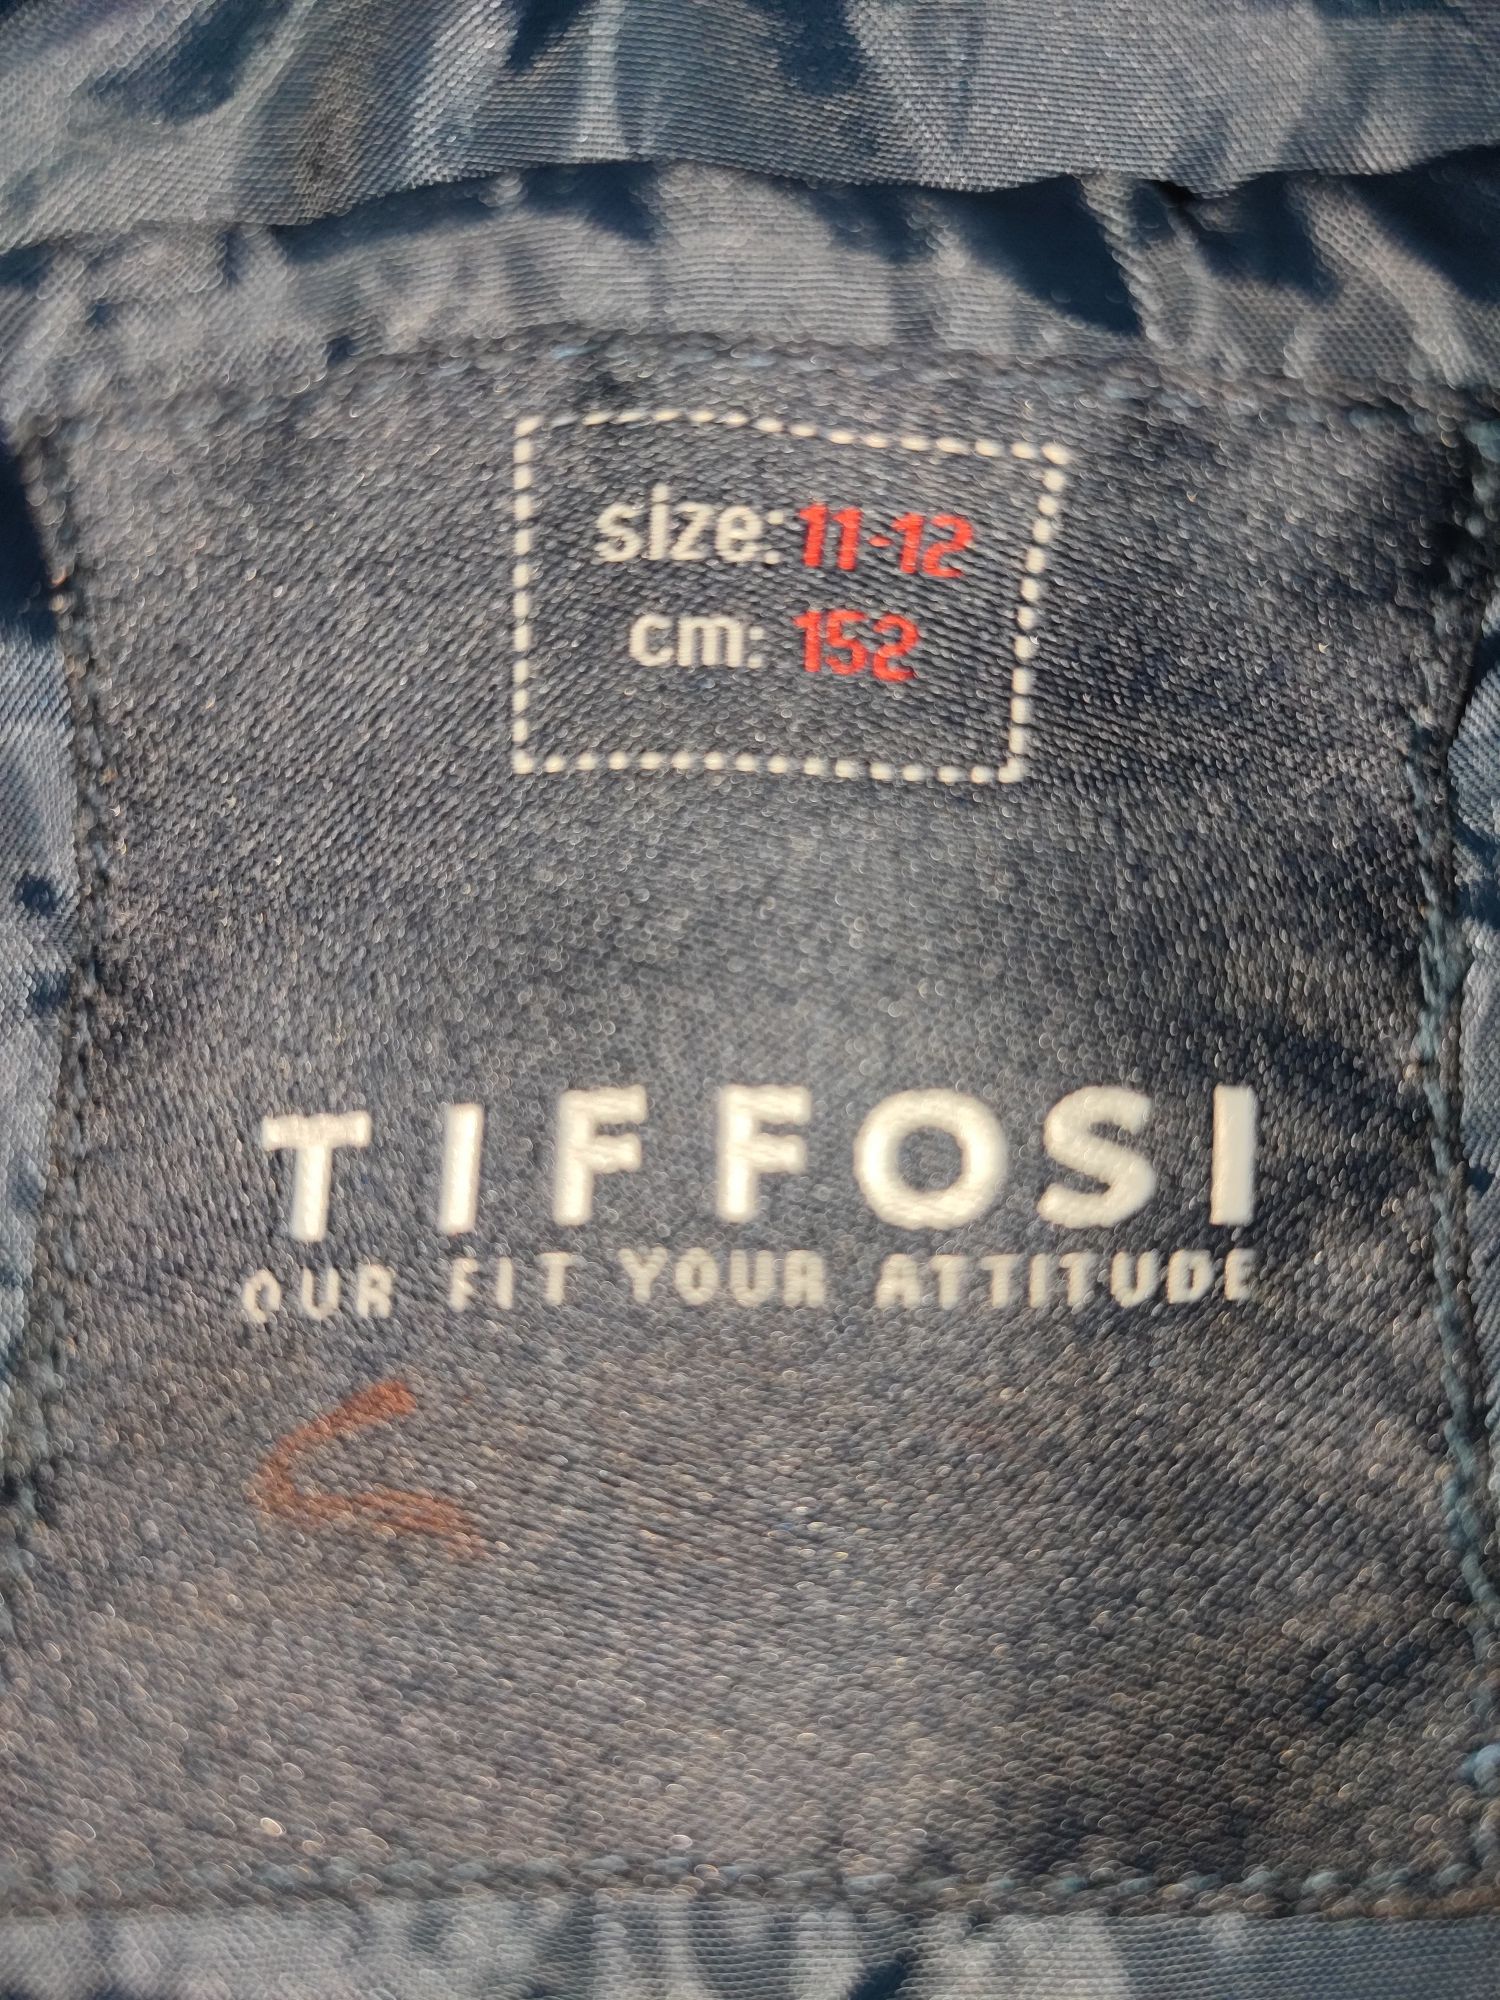 size: 11-12
cm: 152
TIFFOSI
OUR FIT YOUR ATTITUDE